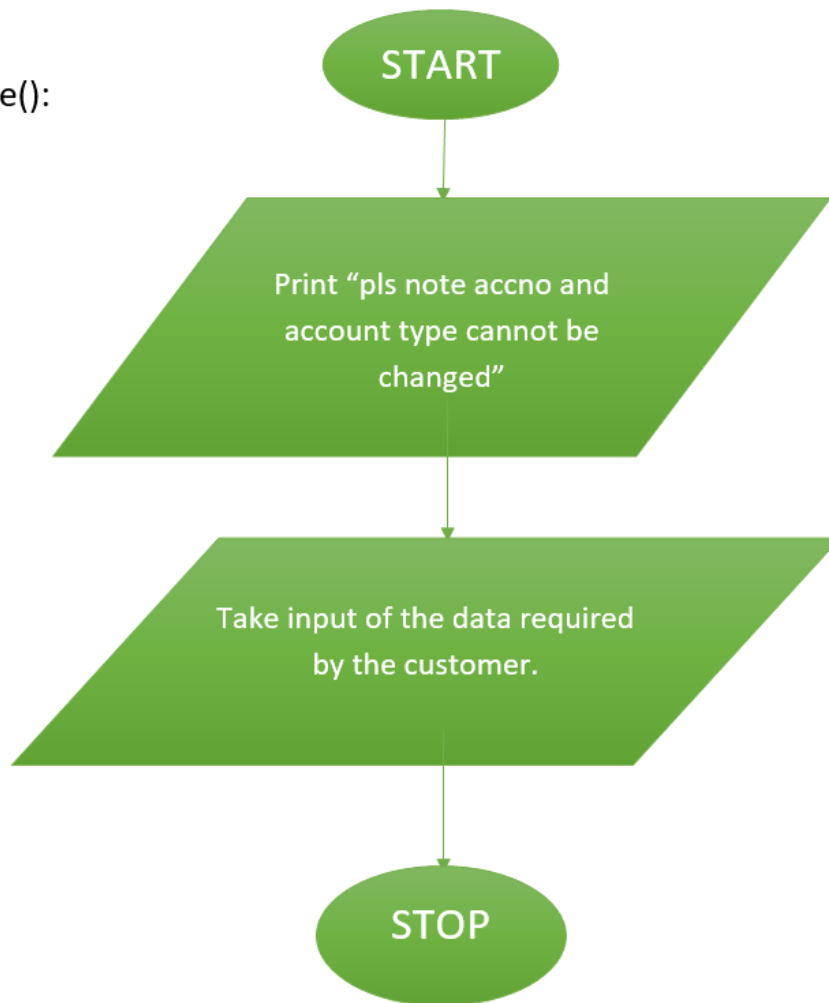 START
e():
Print “pls note accno and
account type cannot be
changed”
Take input of the data required
by the customer.
STOP